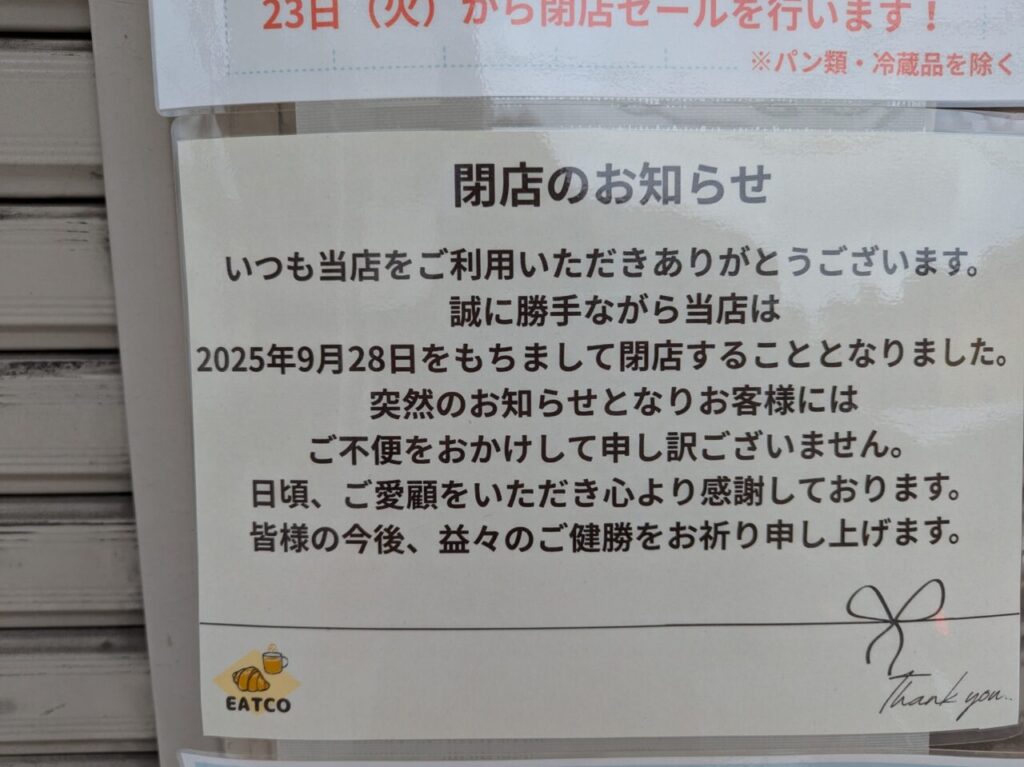 23日（火）から閉店セールを行います！
※パン類・冷蔵品を除く
閉店のお知らせ
いつも当店をご利用いただきありがとうございます。
誠に勝手ながら当店は
2025年9月28日をもちまして閉店することとなりました。
突然のお知らせとなりお客様には
ご不便をおかけして申し訳ございません。
日頃、ご愛顧をいただき心より感謝しております。
皆様の今後、益々のご健勝をお祈り申し上げます。
EATCO
Thank you..